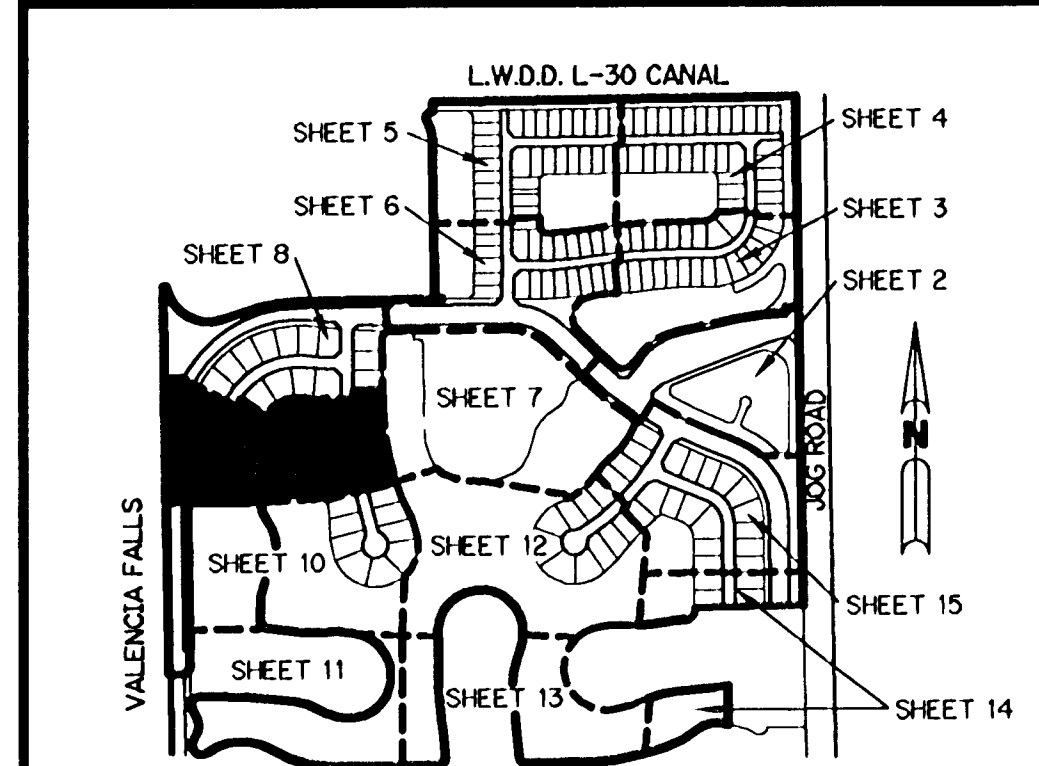 L.W.D.D. L-30 CANAL
SHEET 5
SHEET 4
SHEET 6
SHEET 3
SHEET 8
SHEET 2
SHEET 7
JOG ROAD
N
VALENCIA FALLS
SHEET 10
SHEET 12
SHEET 15
SHEET 11
SHEET 13
SHEET 14